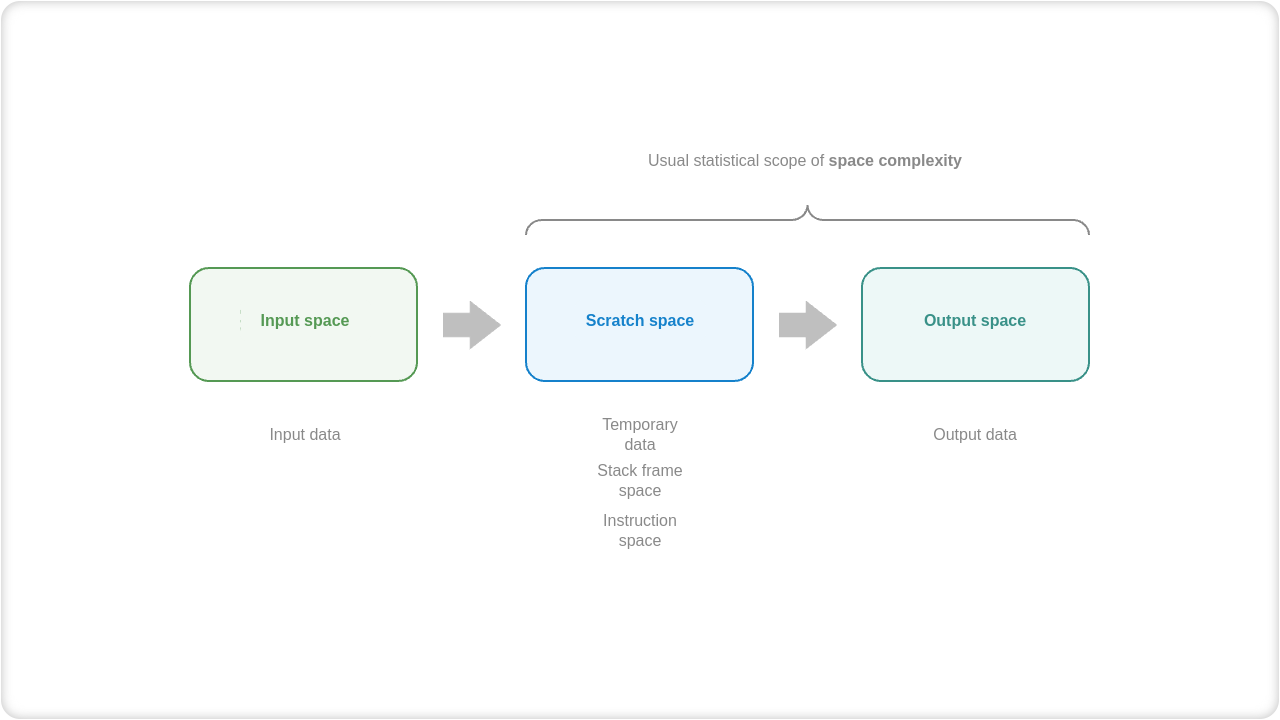 Usual statistical scope of space complexity
Input space
Scratch space
Output space
Input data
Temporary
data
Stack frame
space
Instruction
space
Output data